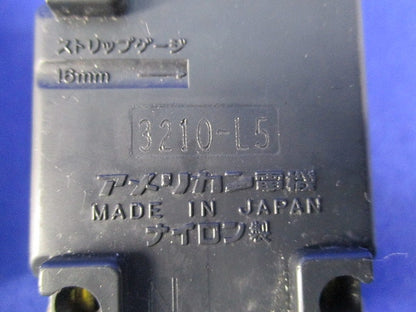 ストリップゲージ
16mm
3210-L5
アメリカン電機
MADE IN JAPAN
ナイロン製
N